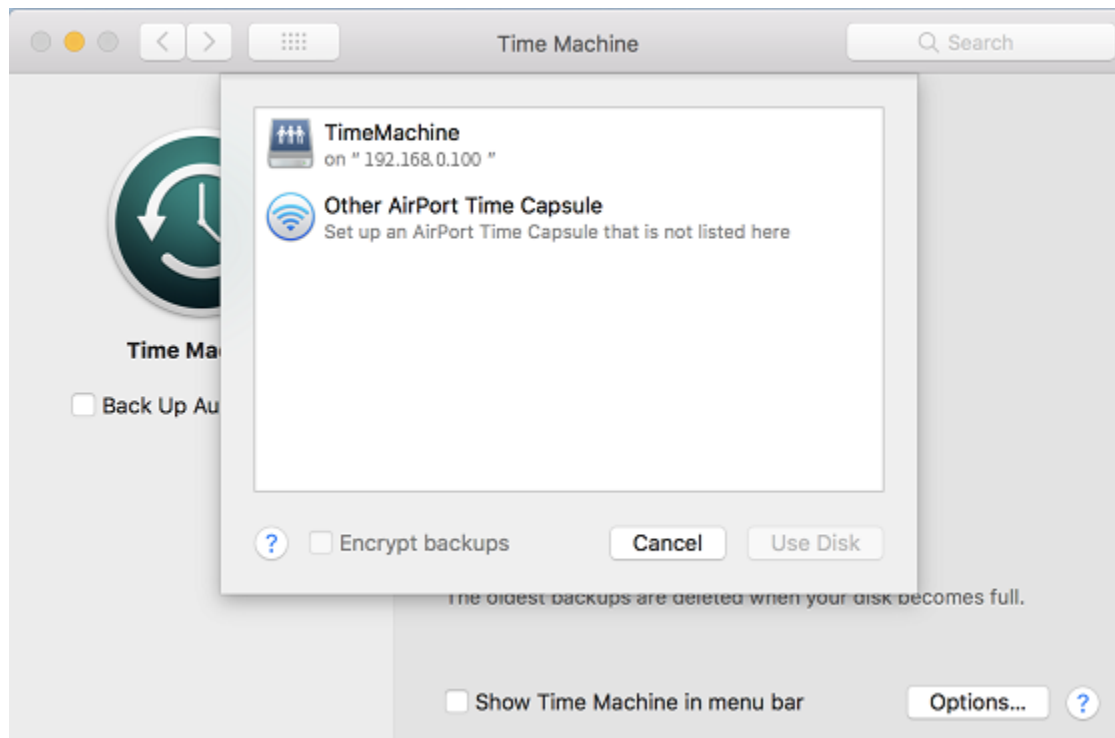 Time Machine
Search
TimeMachine
on " 192.168.0.100 "
Other AirPort Time Capsule
Set up an AirPort Time Capsule that is not listed here
Time Ma
Back Up Au
? Encrypt backups Cancel Use Disk
The oldest backups are deleted when your disk becomes full.
Show Time Machine in menu bar Options... ?